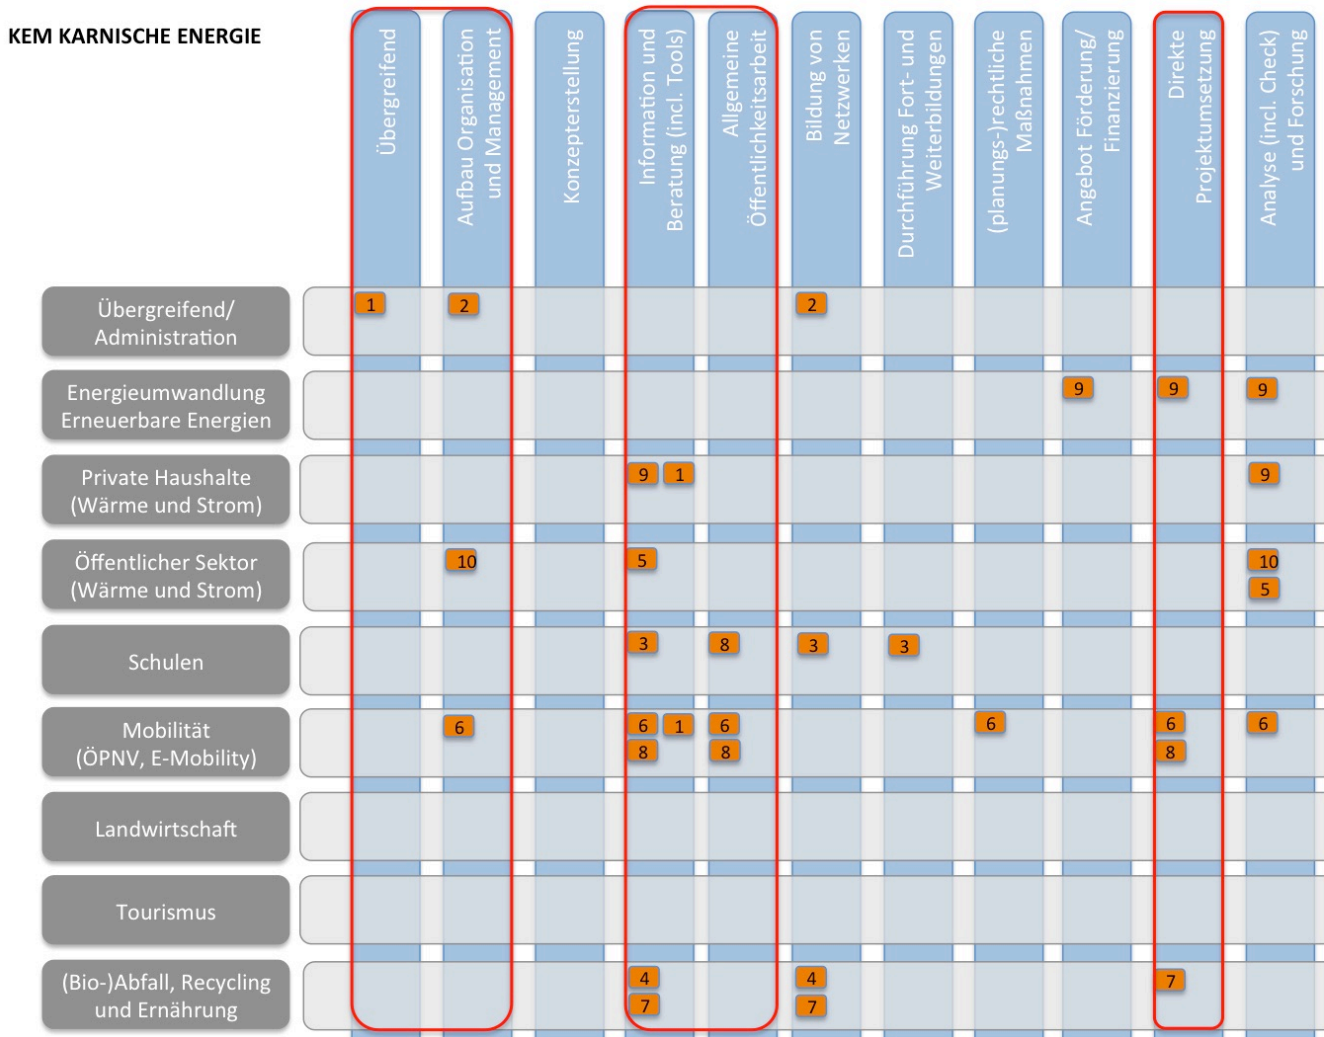 KEM KARNISCHE ENERGIE
Übergreifend
Aufbau Organisation
und Management
Konzepterstellung
Information und
Beratung (incl. Tools)
Allgemeine
Öffentlichkeitsarbeit
Bildung von
Netzwerken
Durchführung Fort- und
Weiterbildungen
(planungs-)rechtliche
Maßnahmen
Angebot Förderung/
Finanzierung
Direkte
Projektumsetzung
Analyse (incl. Check)
und Forschung
Übergreifend/
Administration
1 2 2
Energieumwandlung
Erneuerbare Energien
9 9 9
Private Haushalte
(Wärme und Strom)
9 1 9
Öffentlicher Sektor
(Wärme und Strom)
10 5 10
5
Schulen
3 8 3 3
Mobilität
(ÖPNV, E-Mobility)
6 6 1 6 6 6 6
8 8 8
Landwirtschaft
Tourismus
(Bio-)Abfall, Recycling
und Ernährung
4 4 7
7 7